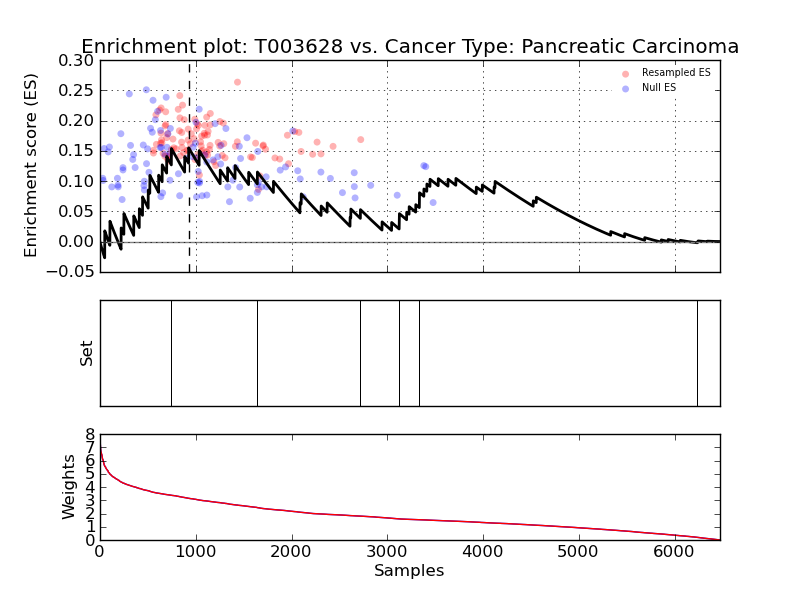 Enrichment plot: T003628 vs. Cancer Type: Pancreatic Carcinoma
0.30
0.25
0.20
0.15
0.10
0.05
0.00
−0.05
Enrichment score (ES)
Resampled ES
Null ES
Set
8
7
6
5
4
3
2
1
0
Weights
0 1000 2000 3000 4000 5000 6000
Samples